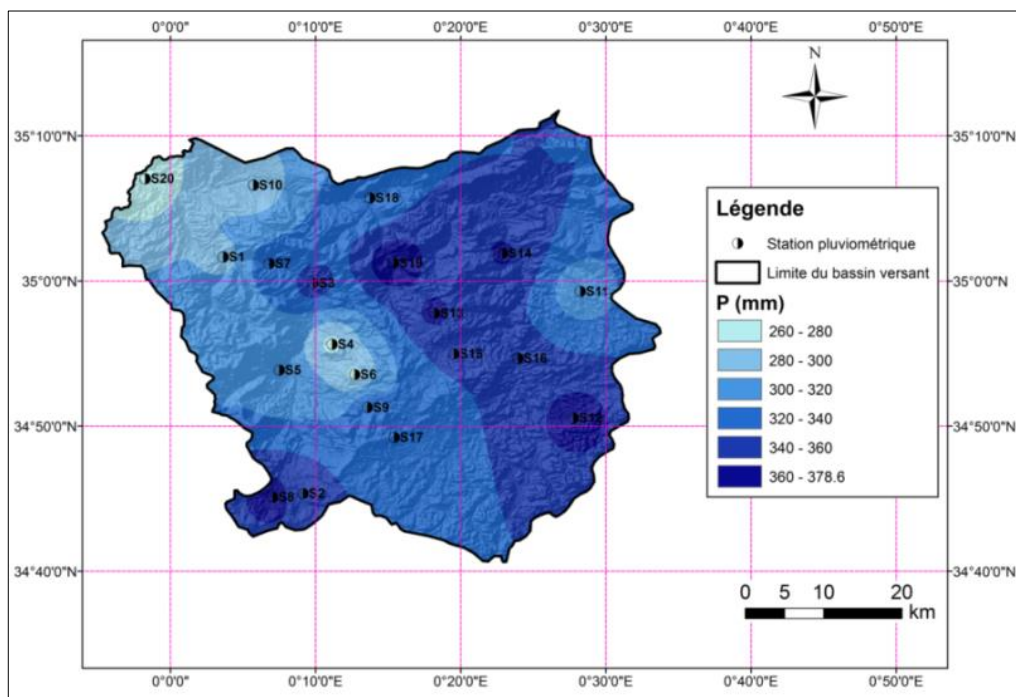 0°0'0"E 0°10'0"E 0°20'0"E 0°30'0"E 0°40'0"E 0°50'0"E
N
35°10'0"N 35°10'0"N
S20
S10
S18
Légende
Station pluviométrique
Limite du bassin versant
P (mm)
260 - 280
280 - 300
300 - 320
320 - 340
340 - 360
360 - 378.6
S1
S7
S19
S14
35°0'0"N 35°0'0"N
S3
S11
S13
S4
S15
S16
S5
S6
S9
S12
34°50'0"N 34°50'0"N
S17
S8
S2
34°40'0"N 34°40'0"N
0 5 10 20
km
0°0'0"E 0°10'0"E 0°20'0"E 0°30'0"E 0°40'0"E 0°50'0"E